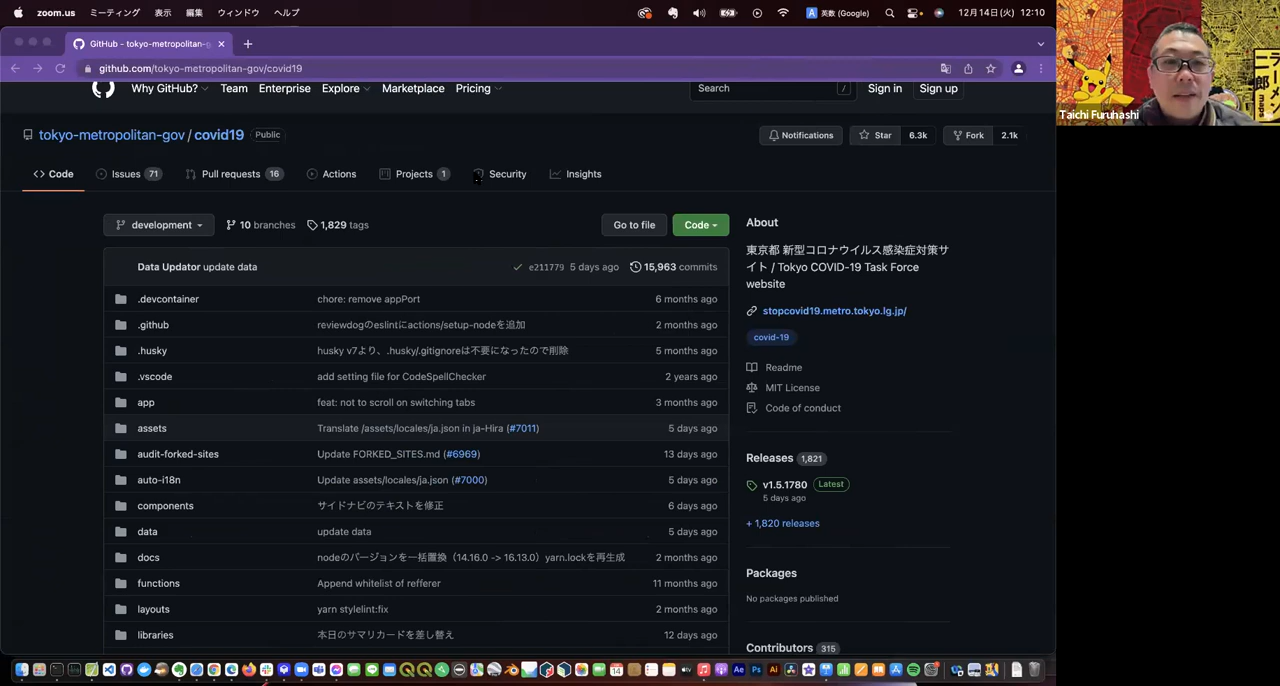 zoom.us ミーティング 表示 編集 ウィンドウ ヘルプ
A 英数 (Google) 12月14日(火) 12:10
GitHub - tokyo-metropolitan-g
github.com/tokyo-metropolitan-gov/covid19
Why GitHub? Team Enterprise Explore Marketplace Pricing Search / Sign in Sign up
tokyo-metropolitan-gov / covid19 Public
Notifications Star 6.3k Fork 2.1k
Code Issues 71 Pull requests 16 Actions Projects 1 Security Insights
development 10 branches 1,829 tags Go to file Code
Data Updator update data e211779 5 days ago 15,963 commits
.devcontainer chore: remove appPort 6 months ago
.github reviewdogのeslintにactions/setup-nodeを追加 2 months ago
.husky husky v7より、.husky/.gitignoreは不要になったので削除 5 months ago
.vscode add setting file for CodeSpellChecker 2 years ago
app feat: not to scroll on switching tabs 3 months ago
assets Translate /assets/locales/ja.json in ja-Hira (#7011) 5 days ago
audit-forked-sites Update FORKED_SITES.md (#6969) 13 days ago
auto-i18n Update assets/locales/ja.json (#7000) 5 days ago
components サイドナビのテキストを修正 6 days ago
data update data 5 days ago
docs nodeのバージョンを一括置換（14.16.0 -> 16.13.0）yarn.lockを再生成 2 months ago
functions Append whitelist of refferer 11 months ago
layouts yarn stylelint:fix 2 months ago
libraries 本日のサマリカードを差し替え 12 days ago
About
東京都 新型コロナウイルス感染症対策サ
イト / Tokyo COVID-19 Task Force
website
stopcovid19.metro.tokyo.lg.jp/
covid-19
Readme
MIT License
Code of conduct
Releases 1,821
v1.5.1780 Latest
5 days ago
+ 1,820 releases
Packages
No packages published
Contributors 315
Taichi Furuhashi
ラーメン
二郎